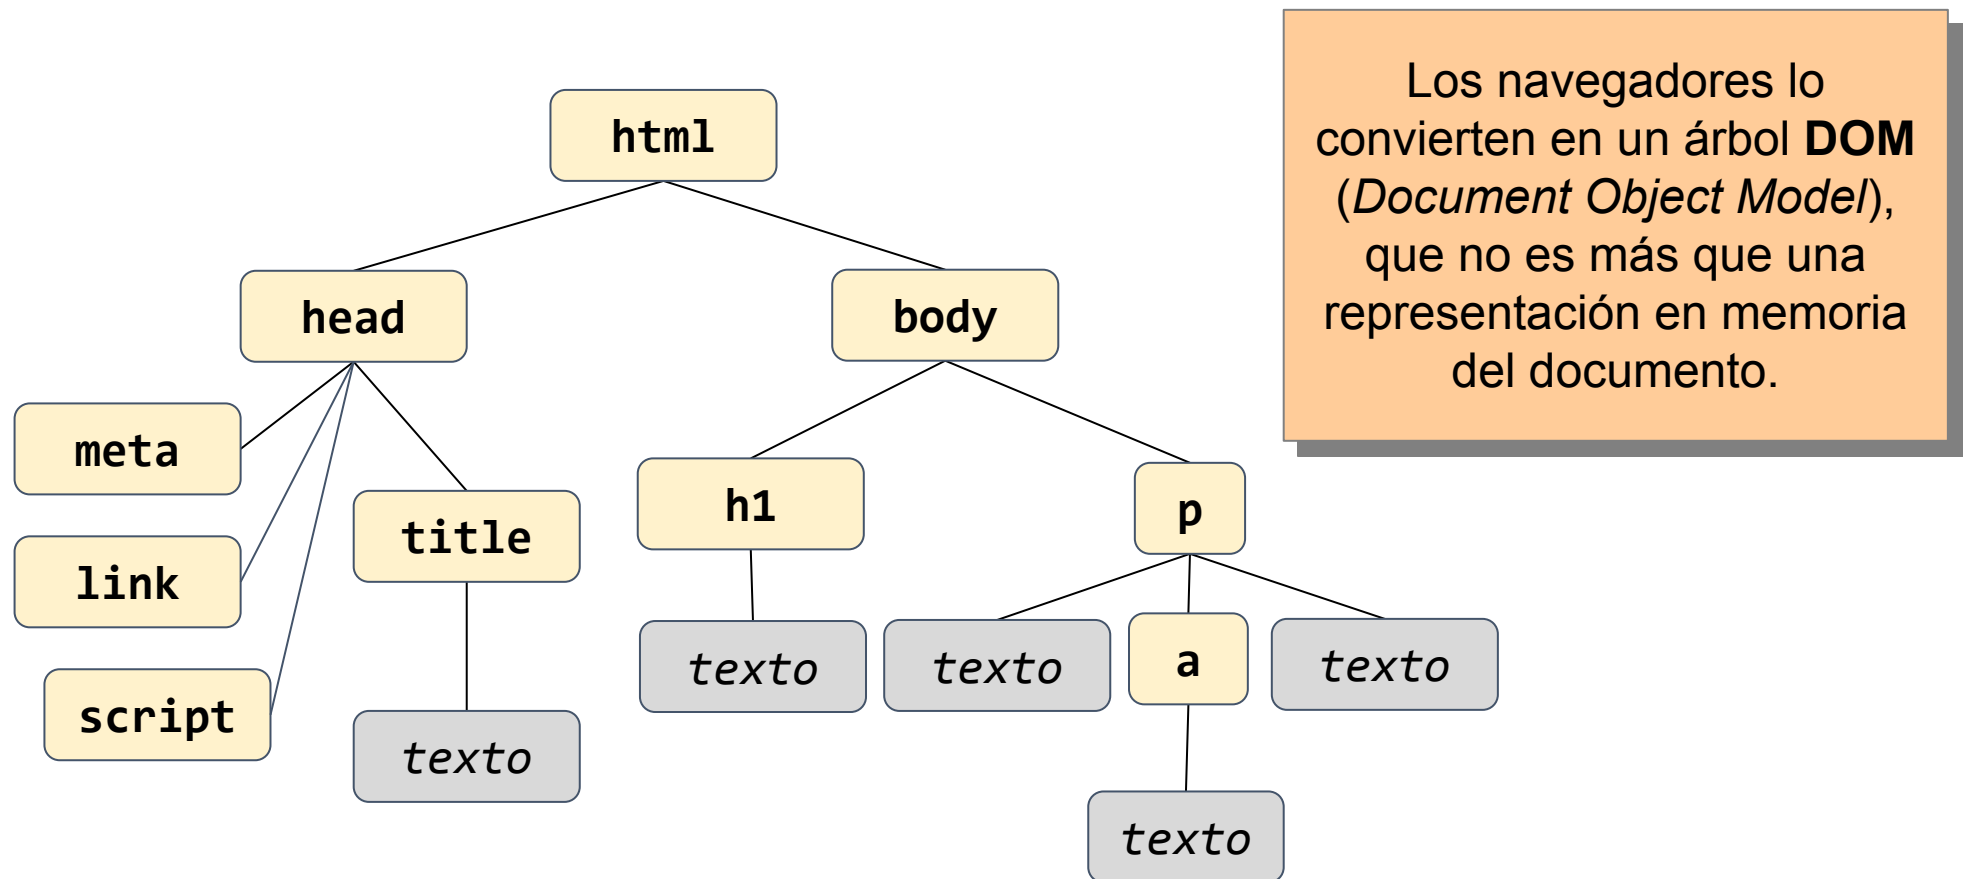 html
head
body
meta
link
script
title
texto
h1
texto
p
texto
a
texto
texto
Los navegadores lo
convierten en un árbol DOM
(Document Object Model),
que no es más que una
representación en memoria
del documento.